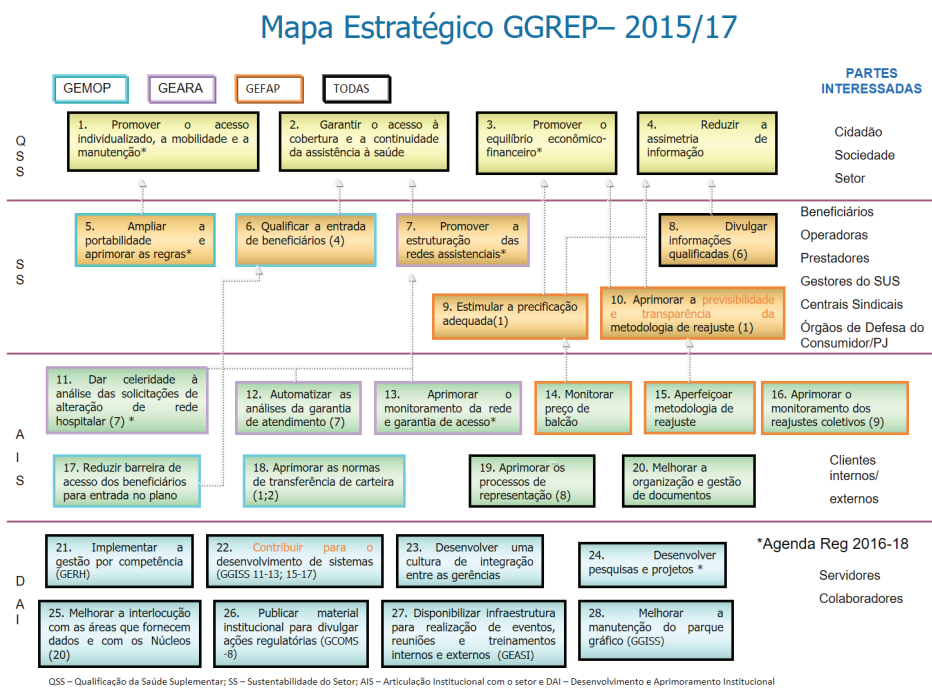 Mapa Estratégico GGREP– 2015/17
GEMOP
GEARA
GEFAP
TODAS
PARTES
INTERESSADAS
Q
S
S
1. Promover o acesso
individualizado, a mobilidade e a
manutenção*
2. Garantir o acesso à
cobertura e a continuidade
da assistência à saúde
3. Promover o
equilíbrio econômico-
financeiro*
4. Reduzir a
assimetria de
informação
Cidadão
Sociedade
Setor
S
S
5. Ampliar a
portabilidade e
aprimorar as regras*
6. Qualificar a entrada
de beneficiários (4)
7. Promover a
estruturação das
redes assistenciais*
8. Divulgar
informações
qualificadas (6)
9. Estimular a precificação
adequada(1)
10. Aprimorar a previsibilidade
e transparência da
metodologia de reajuste (1)
Beneficiários
Operadoras
Prestadores
Gestores do SUS
Centrais Sindicais
Órgãos de Defesa do
Consumidor/PJ
A
I
S
11. Dar celeridade à
análise das solicitações de
alteração de rede
hospitalar (7) *
12. Automatizar as
análises da garantia
de atendimento (7)
13. Aprimorar o
monitoramento da rede
e garantia de acesso*
14. Monitorar
preço de
balcão
15. Aperfeiçoar
metodologia de
reajuste
16. Aprimorar o
monitoramento dos
reajustes coletivos (9)
17. Reduzir barreira de
acesso dos beneficiários
para entrada no plano
18. Aprimorar as normas
de transferência de carteira
(1;2)
19. Aprimorar os
processos de
representação (8)
20. Melhorar a
organização e gestão
de documentos
Clientes
internos/
externos
D
A
I
21. Implementar a
gestão por competência
(GERH)
22. Contribuir para o
desenvolvimento de sistemas
(GGISS 11-13; 15-17)
23. Desenvolver uma
cultura de integração
entre as gerências
24. Desenvolver
pesquisas e projetos *
25. Melhorar a interlocução
com as áreas que fornecem
dados e com os Núcleos
(20)
26. Publicar material
institucional para divulgar
ações regulatórias (GCOMS
-8)
27. Disponibilizar infraestrutura
para realização de eventos,
reuniões e treinamentos
internos e externos (GEASI)
28. Melhorar a
manutenção do parque
gráfico (GGISS)
*Agenda Reg 2016-18
Servidores
Colaboradores
QSS – Qualificação da Saúde Suplementar; SS – Sustentabilidade do Setor; AIS – Articulação Institucional com o setor e DAI – Desenvolvimento e Aprimoramento Institucional